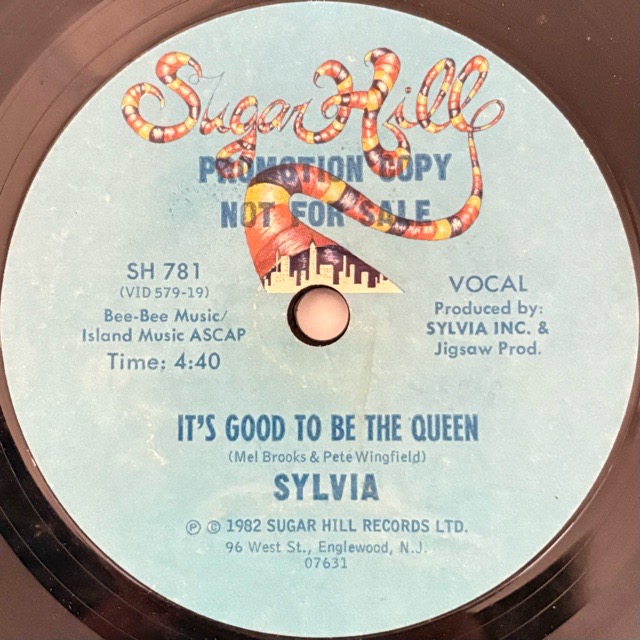 Sugar Hill
PROMOTION COPY
NOT FOR SALE
SH 781
(VID 579-19)
Bee-Bee Music/
Island Music ASCAP
Time: 4:40
VOCAL
Produced by:
SYLVIA INC. &
Jigsaw Prod.
IT'S GOOD TO BE THE QUEEN
(Mel Brooks & Pete Wingfield)
SYLVIA
℗ © 1982 SUGAR HILL RECORDS LTD.
96 West St., Englewood, N.J.
07631